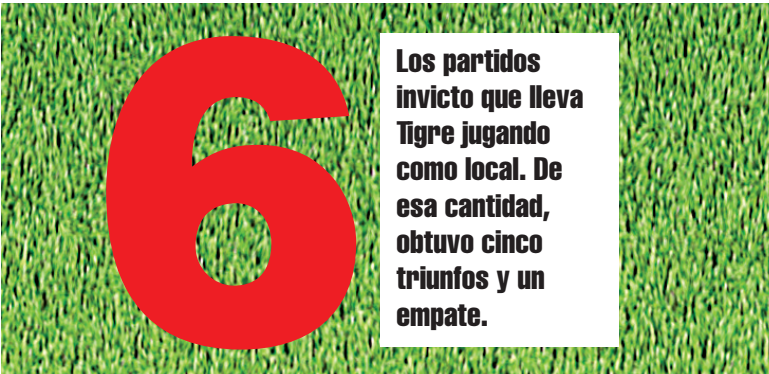 6
Los partidos
invicto que lleva
Tigre jugando
como local. De
esa cantidad,
obtuvo cinco
triunfos y un
empate.